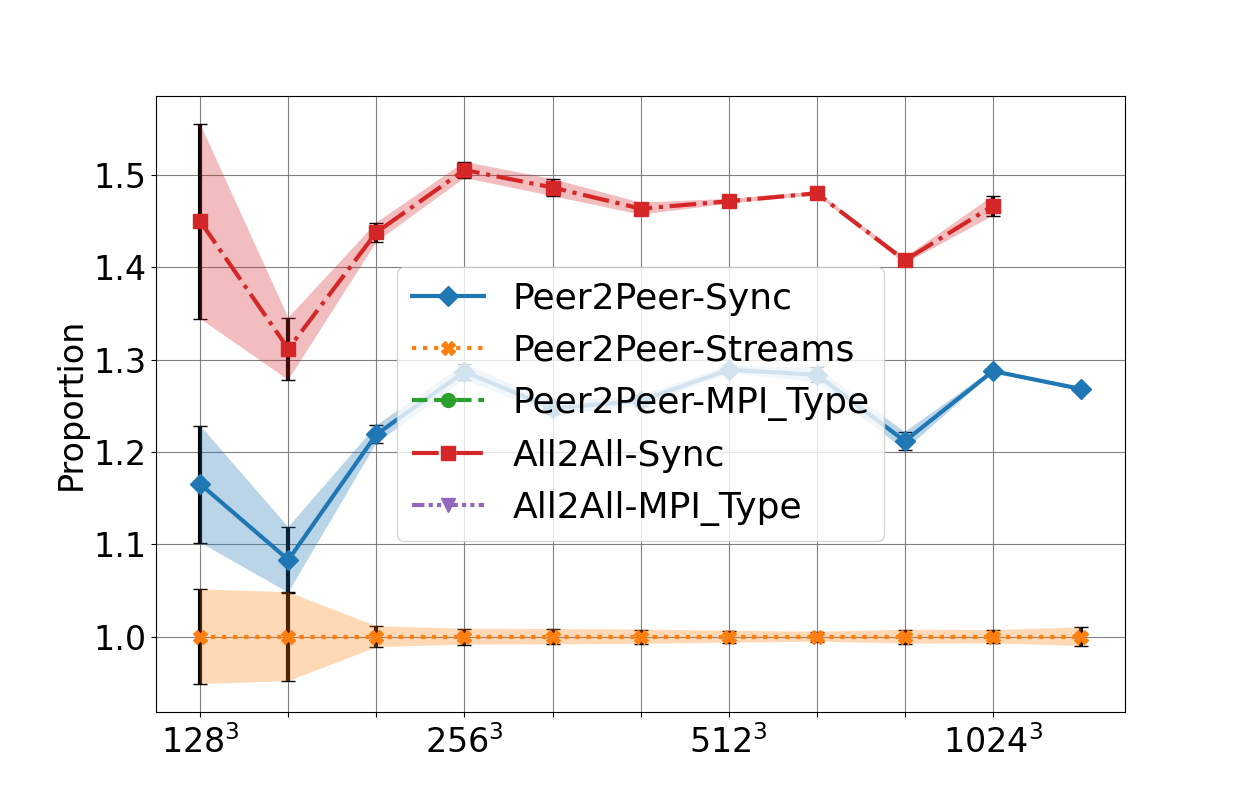 Proportion
1.5
1.4
1.3
1.2
1.1
1.0
Peer2Peer-Sync
Peer2Peer-Streams
Peer2Peer-MPI_Type
All2All-Sync
All2All-MPI_Type
128³ 256³ 512³ 1024³